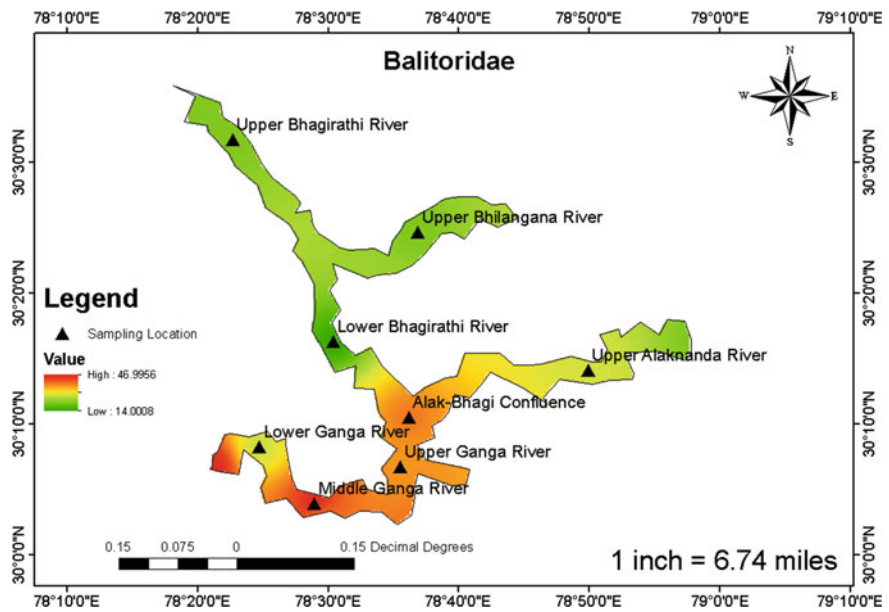 78°10'0"E 78°20'0"E 78°30'0"E 78°40'0"E 78°50'0"E 79°0'0"E 79°10'0"E
Balitoridae
N
W E
S
Upper Bhagirathi River
30°30'0"N 30°30'0"N
Upper Bhilangana River
30°20'0"N 30°20'0"N
Legend
Sampling Location
Value
High : 46.9956
Low : 14.0008
Lower Bhagirathi River
Upper Alaknanda River
Alak-Bhagi Confluence
30°10'0"N 30°10'0"N
Lower Ganga River
Upper Ganga River
Middle Ganga River
0.15 0.075 0 0.15 Decimal Degrees
1 inch = 6.74 miles
30°0'0"N 30°0'0"N
78°10'0"E 78°20'0"E 78°30'0"E 78°40'0"E 78°50'0"E 79°0'0"E 79°10'0"E